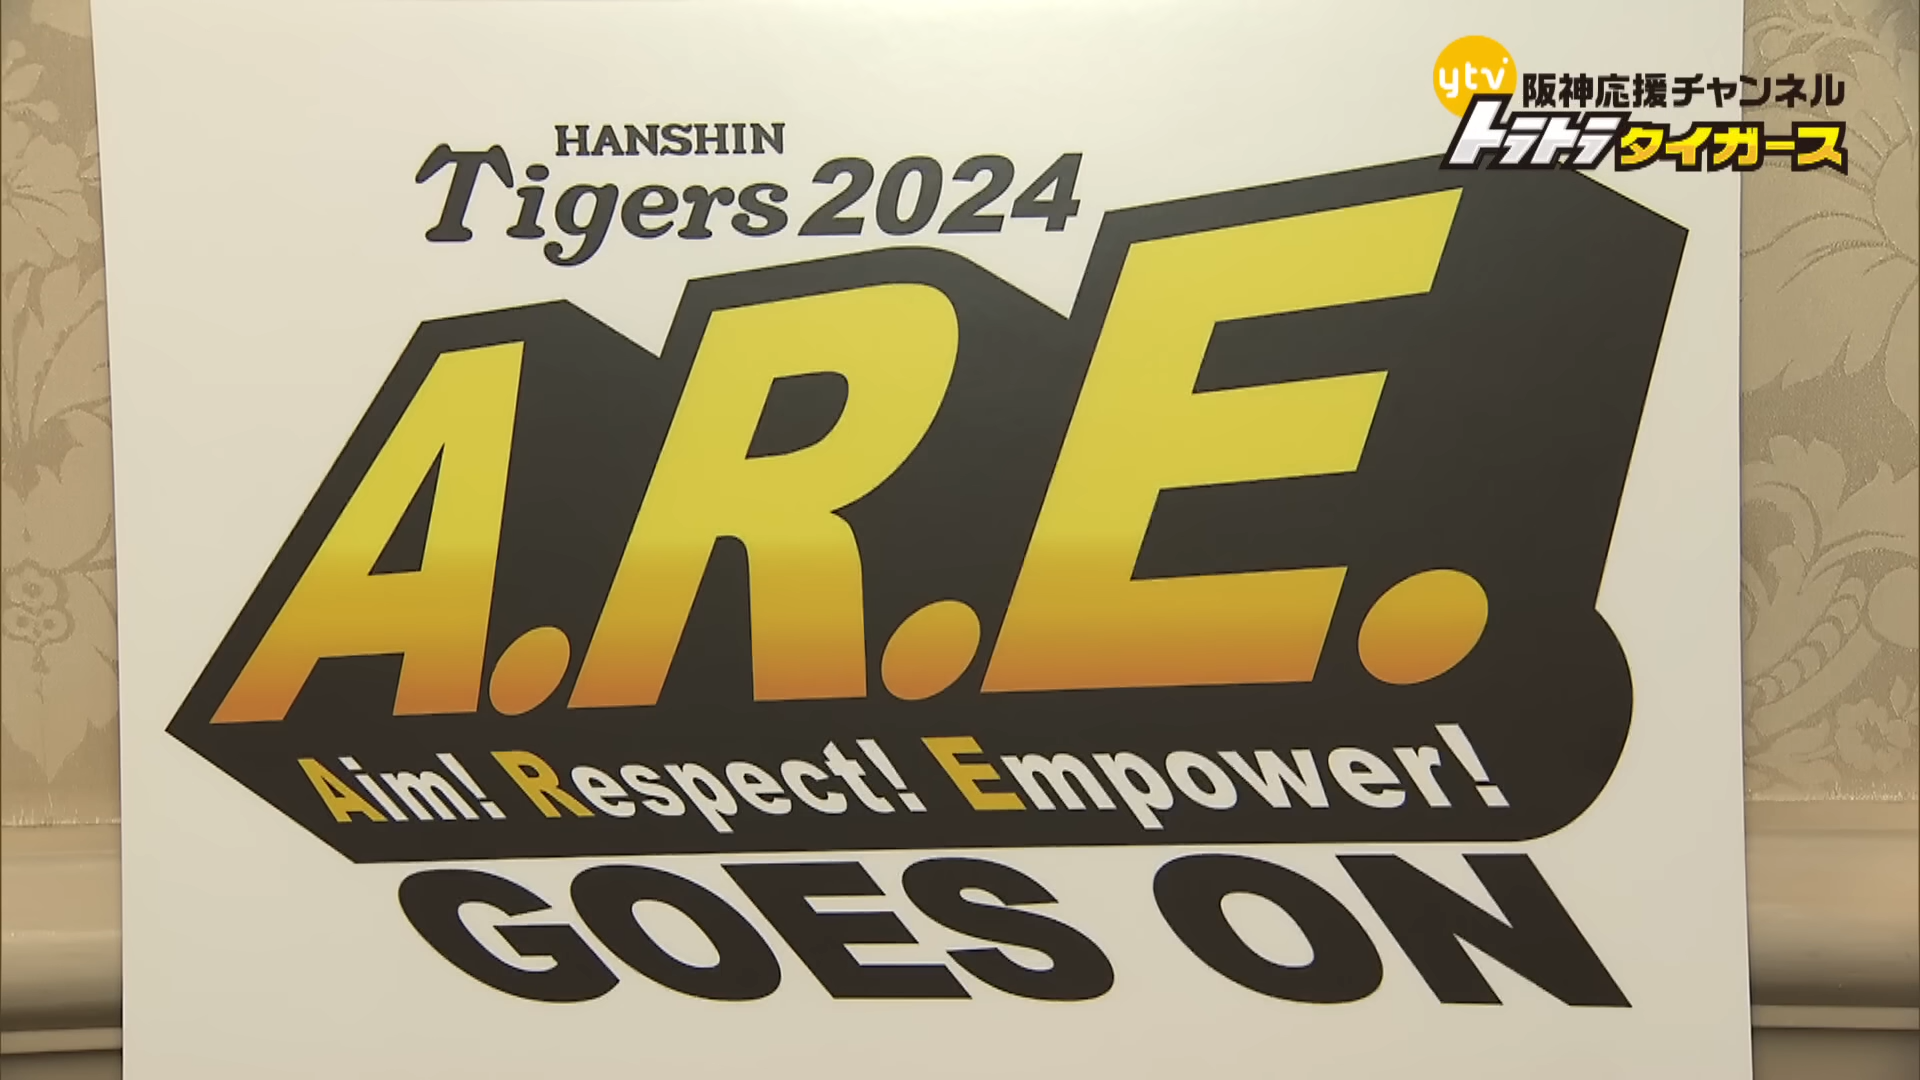 ytv
阪神応援チャンネル
トラトラタイガース
HANSHIN
Tigers 2024
A.R.E.
Aim! Respect! Empower!
GOES ON